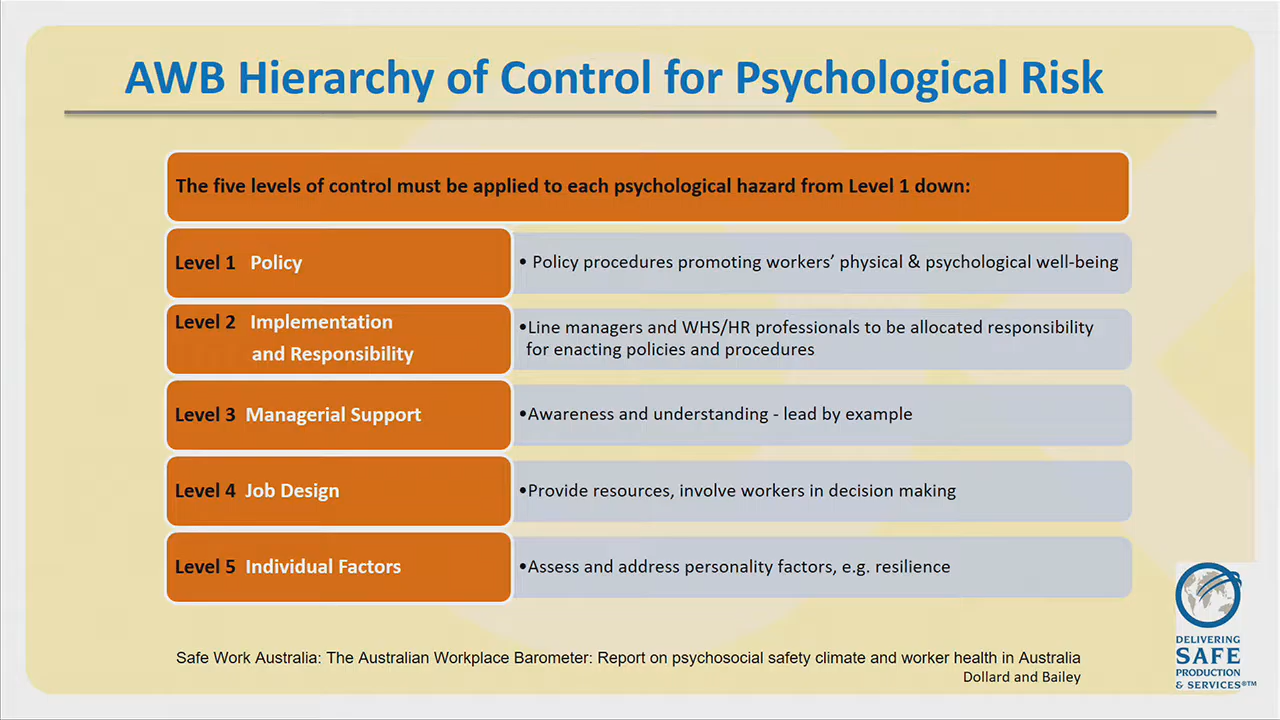 AWB Hierarchy of Control for Psychological Risk
The five levels of control must be applied to each psychological hazard from Level 1 down:
Level 1 Policy
• Policy procedures promoting workers’ physical & psychological well-being
Level 2 Implementation
and Responsibility
•Line managers and WHS/HR professionals to be allocated responsibility
for enacting policies and procedures
Level 3 Managerial Support
•Awareness and understanding - lead by example
Level 4 Job Design
•Provide resources, involve workers in decision making
Level 5 Individual Factors
•Assess and address personality factors, e.g. resilience
Safe Work Australia: The Australian Workplace Barometer: Report on psychosocial safety climate and worker health in Australia
Dollard and Bailey
DELIVERING
SAFE
PRODUCTION
& SERVICES®™